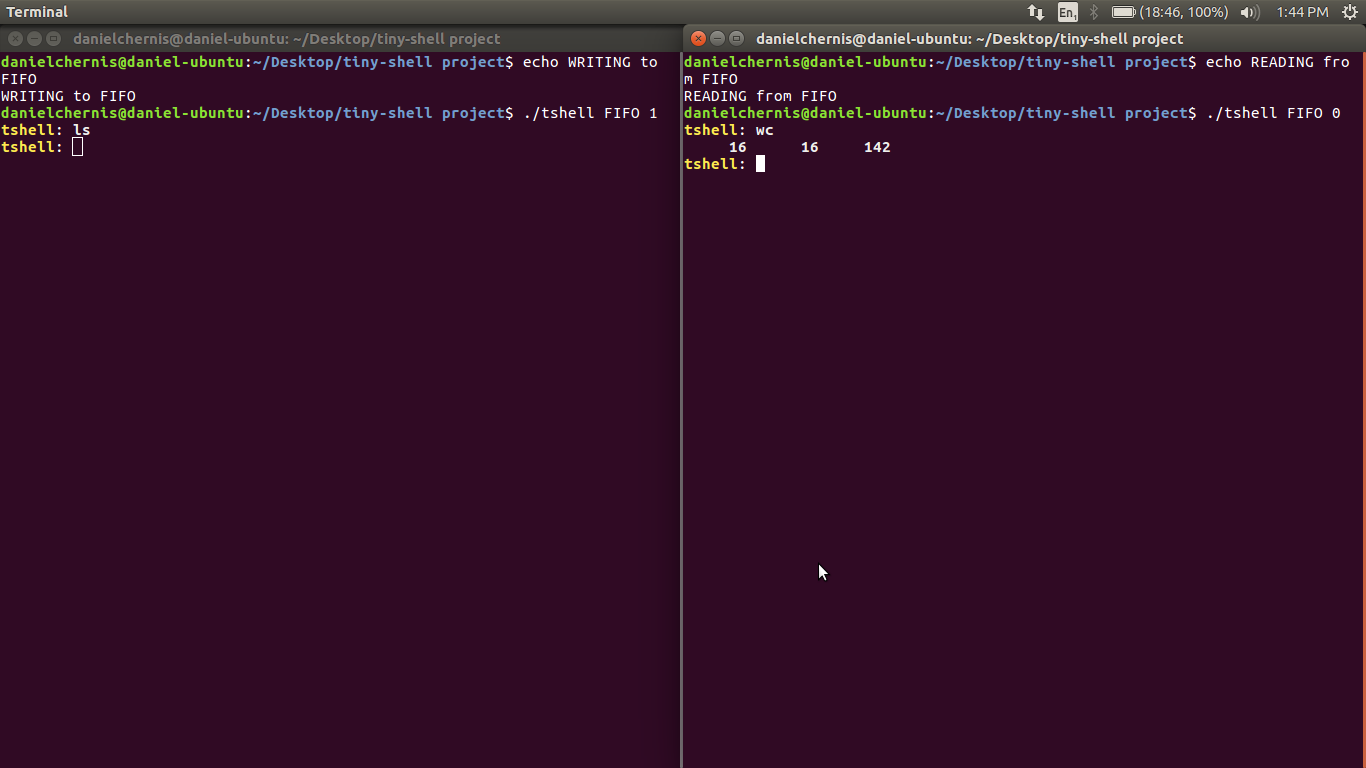 Terminal
En1
(18:46, 100%)
1:44 PM
danielchernis@daniel-ubuntu: ~/Desktop/tiny-shell project
danielchernis@daniel-ubuntu:~/Desktop/tiny-shell project$ echo WRITING to
FIFO
WRITING to FIFO
danielchernis@daniel-ubuntu:~/Desktop/tiny-shell project$ ./tshell FIFO 1
tshell: ls
tshell:
danielchernis@daniel-ubuntu: ~/Desktop/tiny-shell project
danielchernis@daniel-ubuntu:~/Desktop/tiny-shell project$ echo READING fro
m FIFO
READING from FIFO
danielchernis@daniel-ubuntu:~/Desktop/tiny-shell project$ ./tshell FIFO 0
tshell: wc
     16      16     142
tshell: